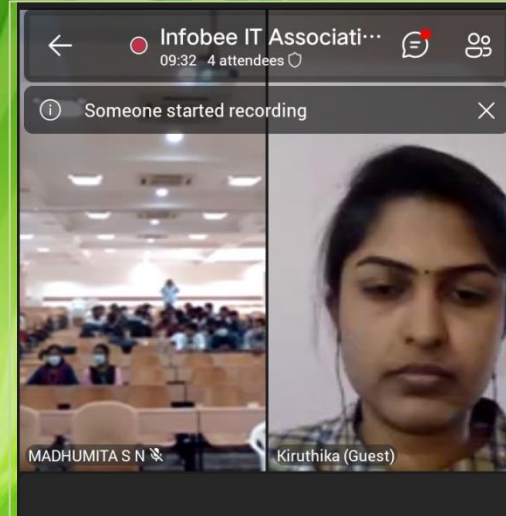 Infobee IT Associati···
09:32 4 attendees
Someone started recording
MADHUMITA S N
Kiruthika (Guest)